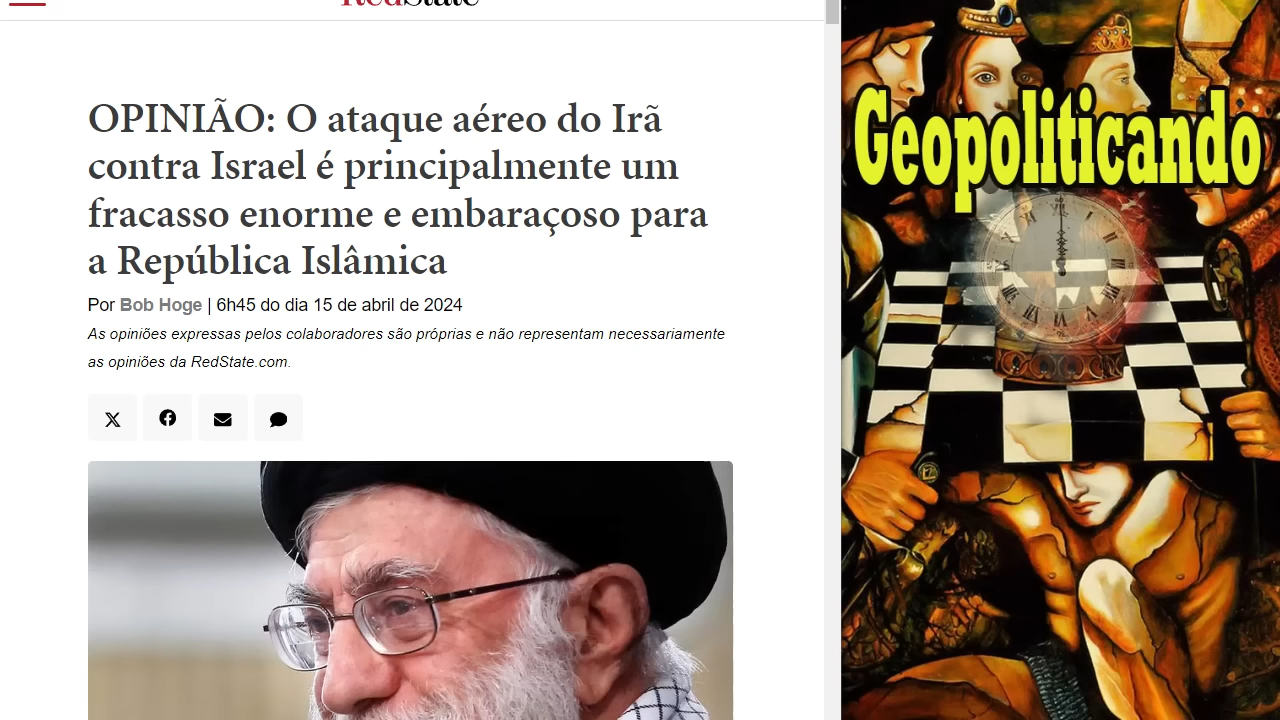 RedState
OPINIÃO: O ataque aéreo do Irã
contra Israel é principalmente um
fracasso enorme e embaraçoso para
a República Islâmica
Por Bob Hoge | 6h45 do dia 15 de abril de 2024
As opiniões expressas pelos colaboradores são próprias e não representam necessariamente
as opiniões da RedState.com.
Geopoliticando